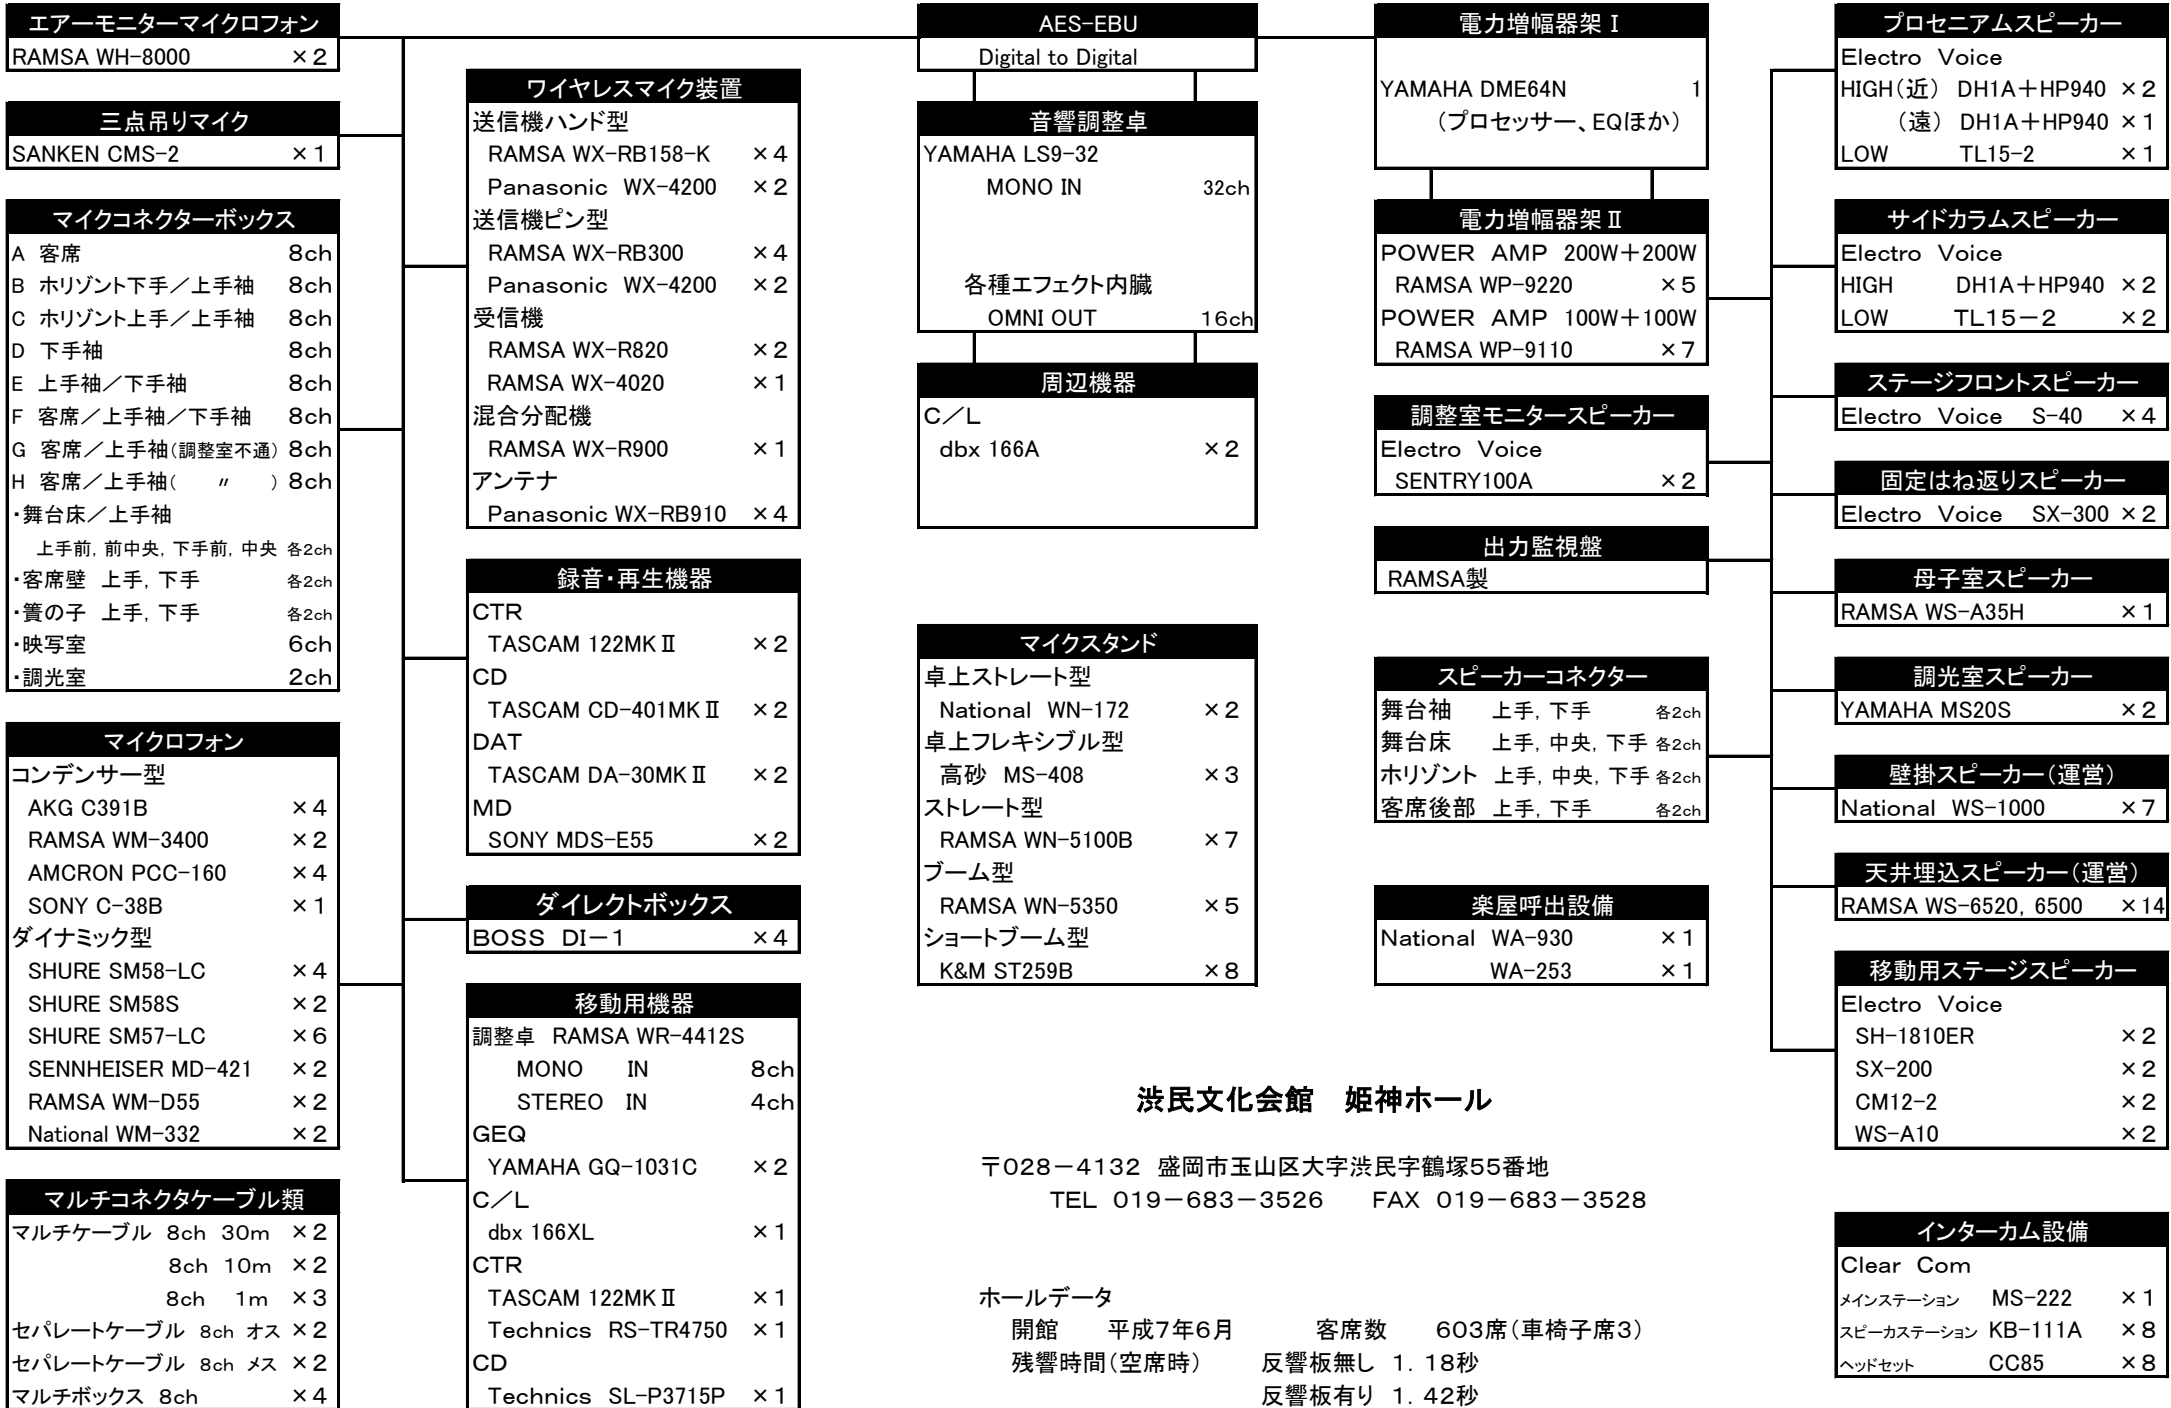 エアーモニターマイクロフォン
RAMSA WH-8000 ×2
三点吊りマイク
SANKEN CMS-2 ×1
マイクコネクターボックス
A 客席 8ch
B ホリゾント下手／上手袖 8ch
C ホリゾント上手／上手袖 8ch
D 下手袖 8ch
E 上手袖／下手袖 8ch
F 客席／上手袖／下手袖 8ch
G 客席／上手袖（調整室不通） 8ch
H 客席／上手袖（ 〃 ） 8ch
・舞台床／上手袖
上手前，前中央，下手前，中央 各2ch
・客席壁 上手，下手 各2ch
・簀の子 上手，下手 各2ch
・映写室 6ch
・調光室 2ch
マイクロフォン
コンデンサー型
AKG C391B ×4
RAMSA WM-3400 ×2
AMCRON PCC-160 ×4
SONY C-38B ×1
ダイナミック型
SHURE SM58-LC ×4
SHURE SM58S ×2
SHURE SM57-LC ×6
SENNHEISER MD-421 ×2
RAMSA WM-D55 ×2
National WM-332 ×2
マルチコネクタケーブル類
マルチケーブル 8ch 30m ×2
8ch 10m ×2
8ch 1m ×3
セパレートケーブル 8ch オス ×2
セパレートケーブル 8ch メス ×2
マルチボックス 8ch ×4
ワイヤレスマイク装置
送信機ハンド型
RAMSA WX-RB158-K ×4
Panasonic WX-4200 ×2
送信機ピン型
RAMSA WX-RB300 ×4
Panasonic WX-4200 ×2
受信機
RAMSA WX-R820 ×2
RAMSA WX-4020 ×1
混合分配機
RAMSA WX-R900 ×1
アンテナ
Panasonic WX-RB910 ×4
録音・再生機器
CTR
TASCAM 122MKⅡ ×2
CD
TASCAM CD-401MKⅡ ×2
DAT
TASCAM DA-30MKⅡ ×2
MD
SONY MDS-E55 ×2
ダイレクトボックス
BOSS DI－1 ×4
移動用機器
調整卓 RAMSA WR-4412S
MONO IN 8ch
STEREO IN 4ch
GEQ
YAMAHA GQ-1031C ×2
C／L
dbx 166XL ×1
CTR
TASCAM 122MKⅡ ×1
Technics RS-TR4750 ×1
CD
Technics SL-P3715P ×1
AES-EBU
Digital to Digital
音響調整卓
YAMAHA LS9-32
MONO IN 32ch
各種エフェクト内臓
OMNI OUT 16ch
周辺機器
C／L
dbx 166A ×2
マイクスタンド
卓上ストレート型
National WN-172 ×2
卓上フレキシブル型
高砂 MS-408 ×3
ストレート型
RAMSA WN-5100B ×7
ブーム型
RAMSA WN-5350 ×5
ショートブーム型
K&M ST259B ×8
電力増幅器架Ⅰ
YAMAHA DME64N 1
（プロセッサー、EQほか）
電力増幅器架Ⅱ
POWER AMP 200W＋200W
RAMSA WP-9220 ×5
POWER AMP 100W＋100W
RAMSA WP-9110 ×7
調整室モニタースピーカー
Electro Voice
SENTRY100A ×2
出力監視盤
RAMSA製
スピーカーコネクター
舞台袖 上手，下手 各2ch
舞台床 上手，中央，下手 各2ch
ホリゾント 上手，中央，下手 各2ch
客席後部 上手，下手 各2ch
楽屋呼出設備
National WA-930 ×1
WA-253 ×1
プロセニアムスピーカー
Electro Voice
HIGH（近） DH1A＋HP940 ×2
（遠） DH1A＋HP940 ×1
LOW TL15-2 ×1
サイドカラムスピーカー
Electro Voice
HIGH DH1A＋HP940 ×2
LOW TL15－2 ×2
ステージフロントスピーカー
Electro Voice S-40 ×4
固定はね返りスピーカー
Electro Voice SX-300 ×2
母子室スピーカー
RAMSA WS-A35H ×1
調光室スピーカー
YAMAHA MS20S ×2
壁掛スピーカー（運営）
National WS-1000 ×7
天井埋込スピーカー（運営）
RAMSA WS-6520，6500 ×14
移動用ステージスピーカー
Electro Voice
SH-1810ER ×2
SX-200 ×2
CM12-2 ×2
WS-A10 ×2
インターカム設備
Clear Com
メインステーション MS-222 ×1
スピーカステーション KB-111A ×8
ヘッドセット CC85 ×8
渋民文化会館 姫神ホール
〒028－4132 盛岡市玉山区大字渋民字鶴塚55番地
TEL 019－683－3526 FAX 019－683－3528
ホールデータ
開館 平成7年6月 客席数 603席（車椅子席3）
残響時間（空席時） 反響板無し 1．18秒
反響板有り 1．42秒